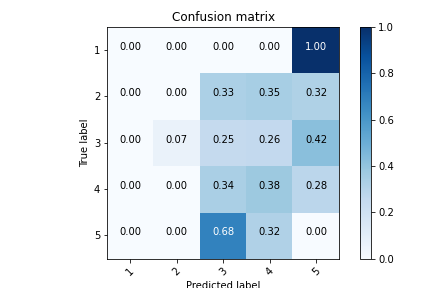 Confusion matrix
1.0
1 0.00 0.00 0.00 0.00 1.00
0.8
2 0.00 0.00 0.33 0.35 0.32
0.6
True label
3 0.00 0.07 0.25 0.26 0.42
0.4
4 0.00 0.00 0.34 0.38 0.28
0.2
5 0.00 0.00 0.68 0.32 0.00
0.0
1 2 3 4 5
Predicted label